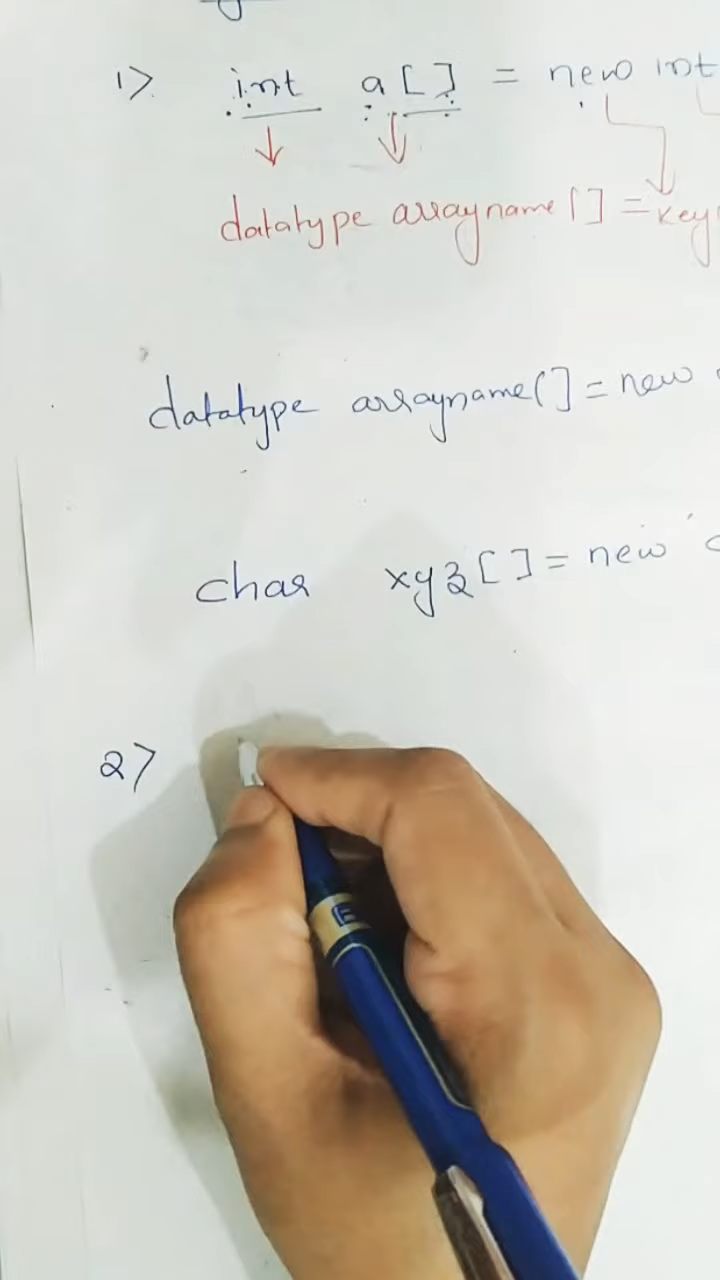 1> int a[] = new int
datatype arrayname[] = key
datatype arrayname[] = new
char xyz[] = new
2>
E